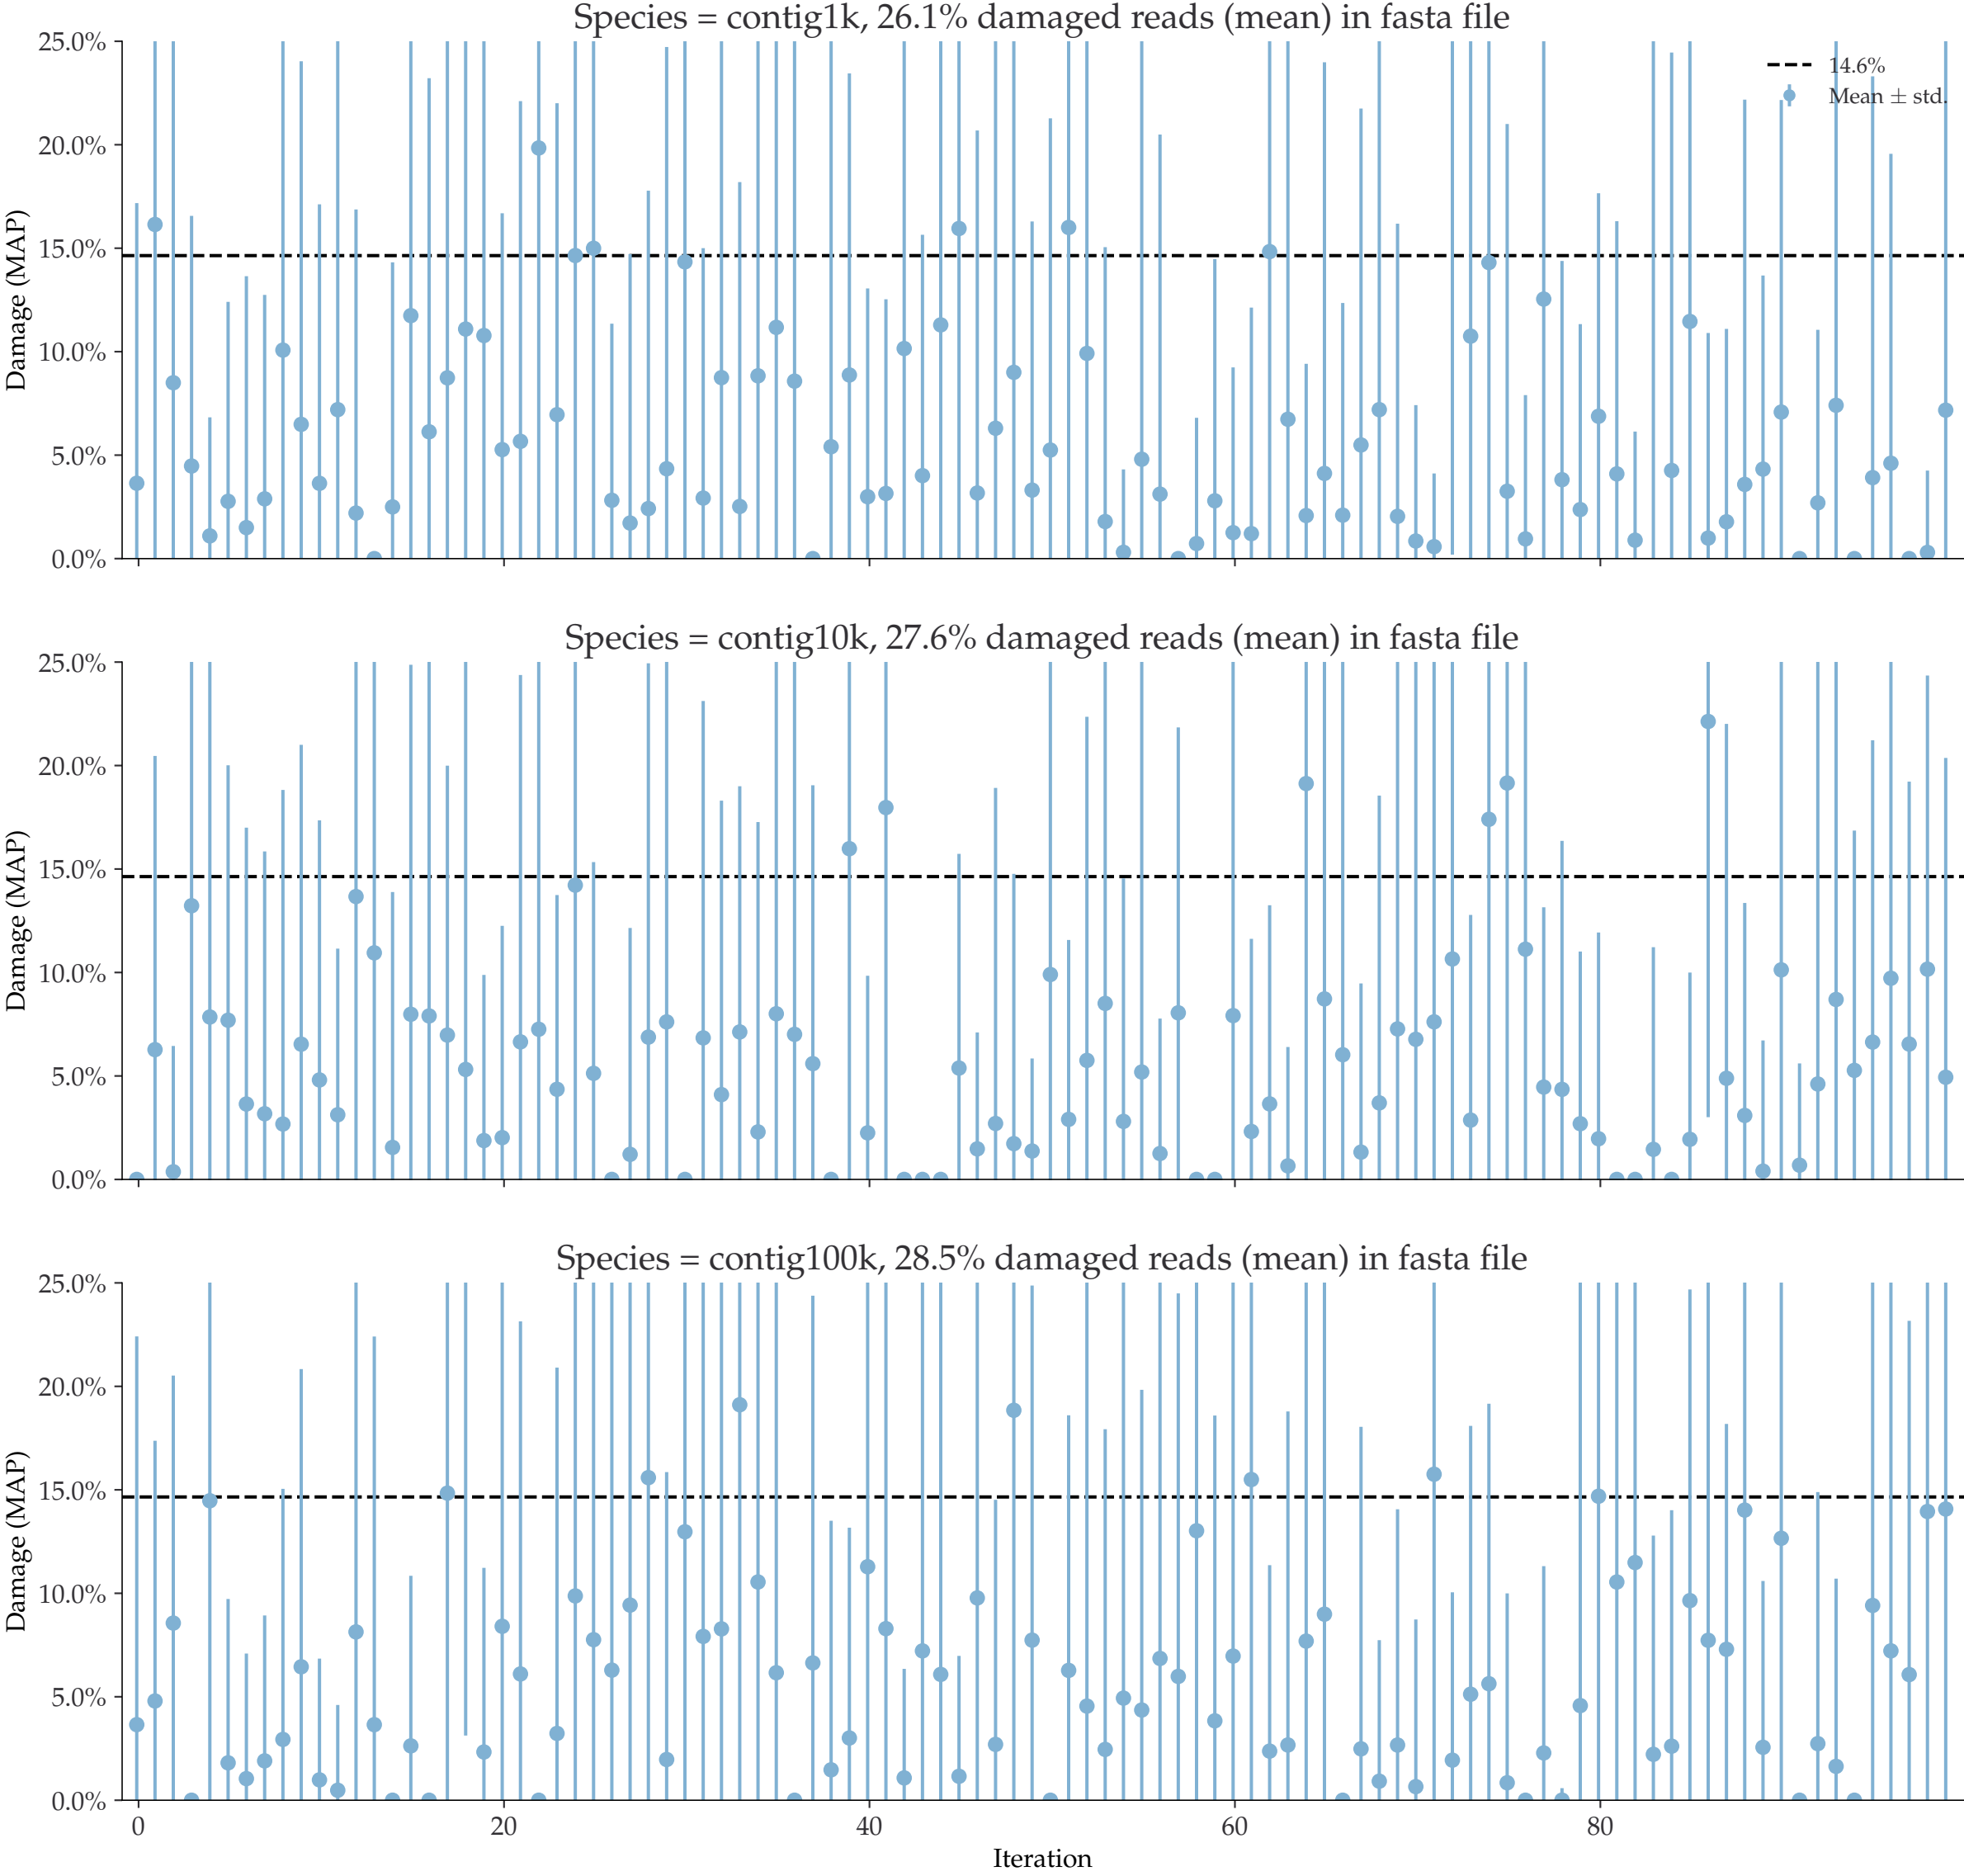 Species = contig1k, 26.1% damaged reads (mean) in fasta file
25.0%
20.0%
15.0%
10.0%
5.0%
0.0%
Damage (MAP)
14.6%
Mean ± std.
Species = contig10k, 27.6% damaged reads (mean) in fasta file
25.0%
20.0%
15.0%
10.0%
5.0%
0.0%
Damage (MAP)
Species = contig100k, 28.5% damaged reads (mean) in fasta file
25.0%
20.0%
15.0%
10.0%
5.0%
0.0%
Damage (MAP)
0 20 40 60 80
Iteration